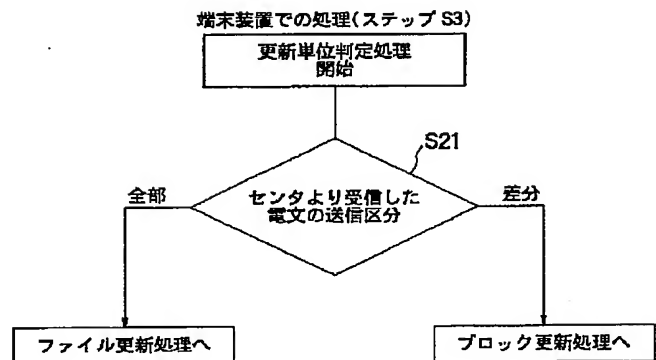 端末装置での処理(ステップ S3)
更新単位判定処理
開始
S21
センタより受信した
電文の送信区分
全部
差分
ファイル更新処理へ
ブロック更新処理へ